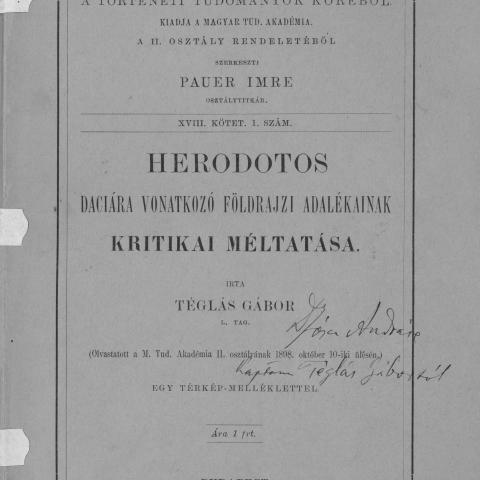 A TÖRTÉNETI TUDOMÁNYOK KÖRÉBŐL.
KIADJA A MAGYAR TUD. AKADÉMIA.
A II. OSZTÁLY RENDELETÉBŐL
SZERKESZTI
PAUER IMRE
OSZTÁLYTITKÁR.
XVIII. KÖTET. 1. SZÁM.
HERODOTOS
DACIÁRA VONATKOZÓ FÖLDRAJZI ADALÉKAINAK
KRITIKAI MÉLTATÁSA.
IRTA
TÉGLÁS GÁBOR
L. TAG.
Dr Jósa András
(Olvastatott a M. Tud. Akadémia II. osztályának 1898. október 10-iki ülésén.)
kaptam Téglás Gábortól
EGY TÉRKÉP-MELLÉKLETTEL.
Ára 1 frt.
BUDAPEST